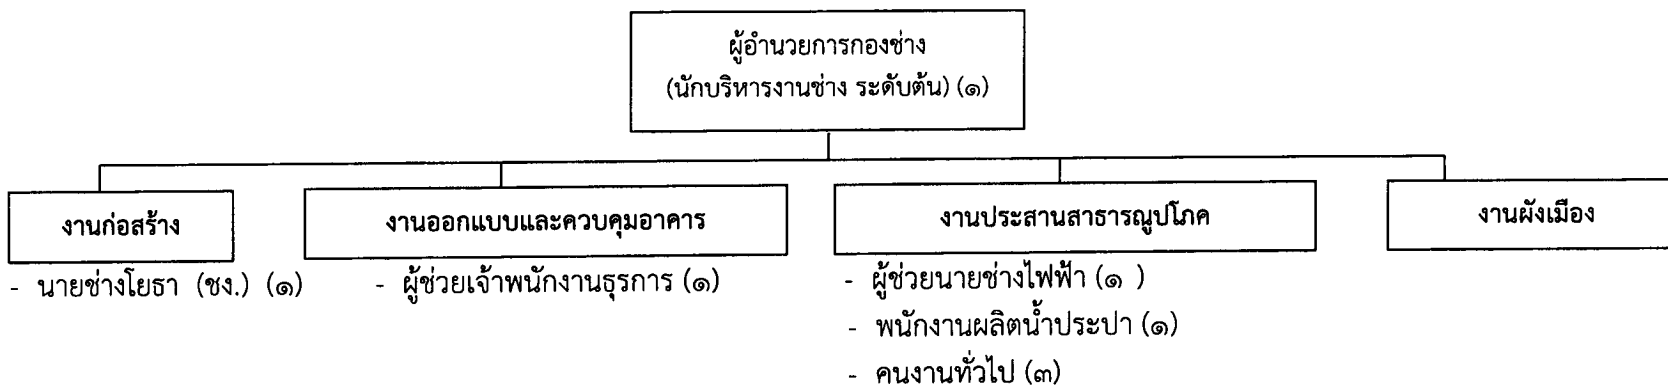 ผู้อำนวยการกองช่าง
(นักบริหารงานช่าง ระดับต้น) (๑)
งานก่อสร้าง
- นายช่างโยธา (ชง.) (๑)
งานออกแบบและควบคุมอาคาร
- ผู้ช่วยเจ้าพนักงานธุรการ (๑)
งานประสานสาธารณูปโภค
- ผู้ช่วยนายช่างไฟฟ้า (๑ )
- พนักงานผลิตน้ำประปา (๑)
- คนงานทั่วไป (๓)
งานผังเมือง